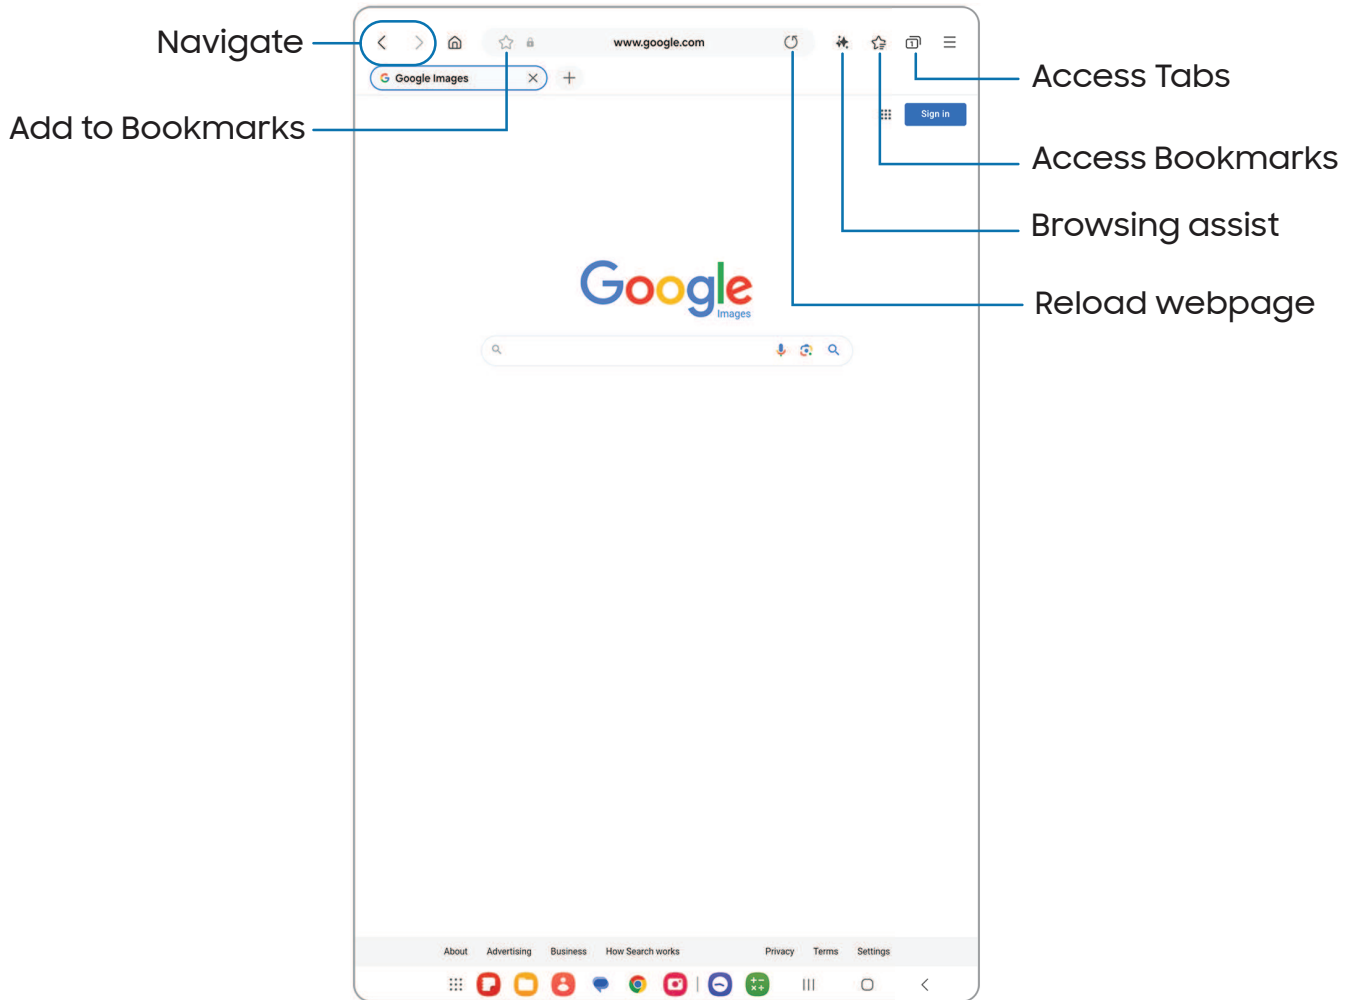 Navigate
www.google.com
1
Google Images
Access Tabs
Sign in
Add to Bookmarks
Access Bookmarks
Browsing assist
Google
Images
Reload webpage
About Advertising Business How Search works Privacy Terms Settings